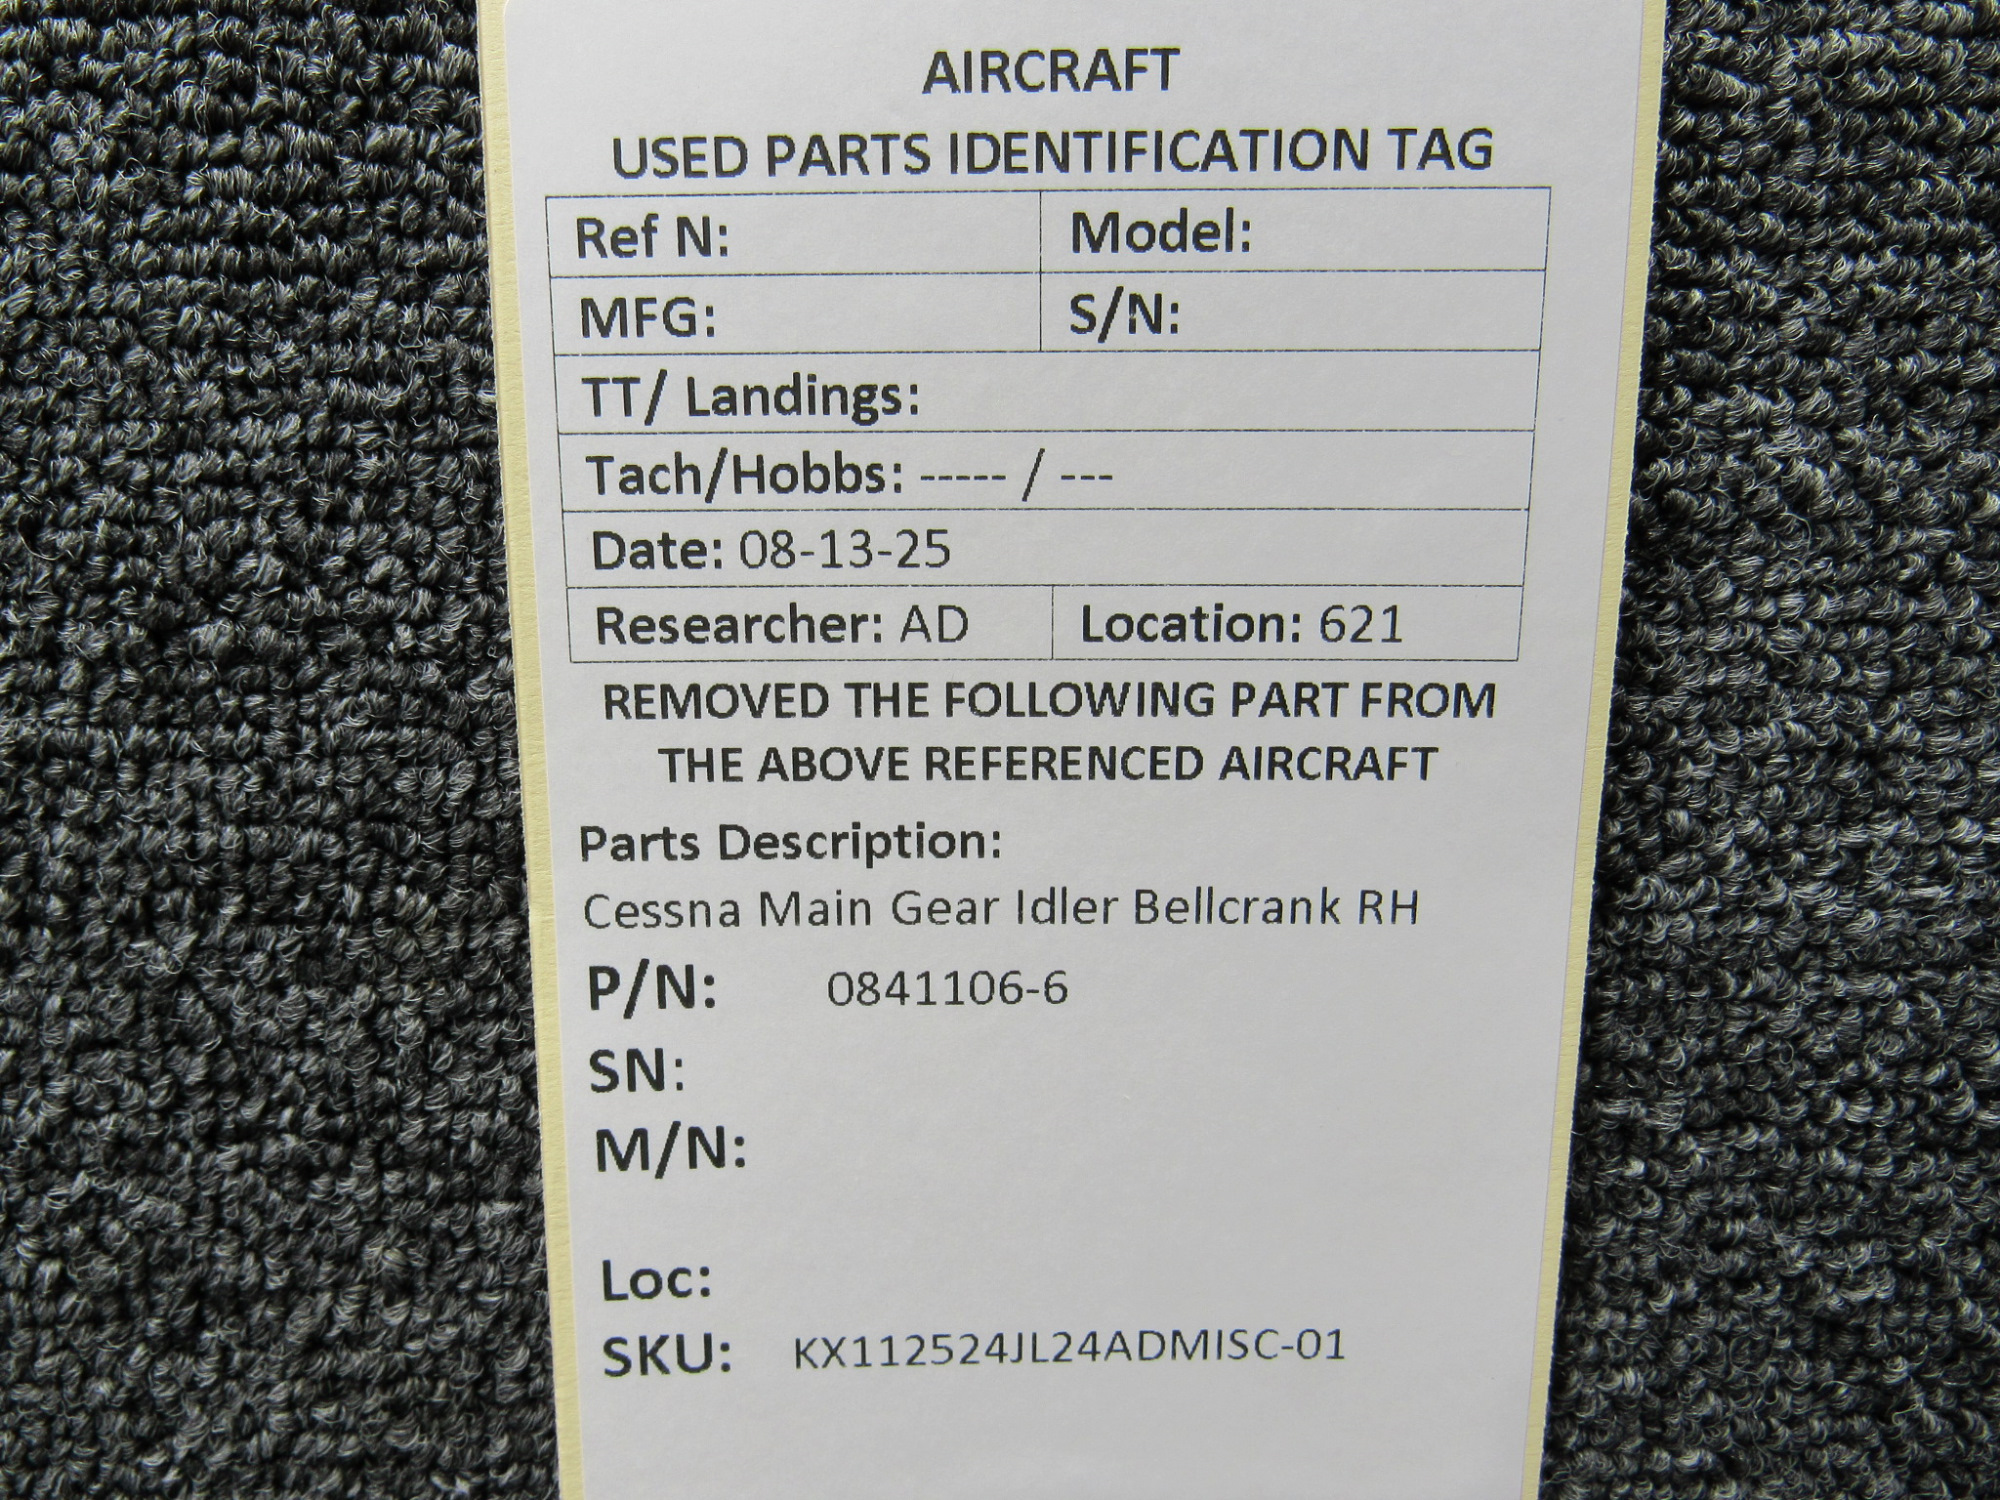 AIRCRAFT
USED PARTS IDENTIFICATION TAG
Ref N: Model:
MFG: S/N:
TT/ Landings:
Tach/Hobbs: ----- / ---
Date: 08-13-25
Researcher: AD Location: 621
REMOVED THE FOLLOWING PART FROM
THE ABOVE REFERENCED AIRCRAFT
Parts Description:
Cessna Main Gear Idler Bellcrank RH
P/N: 0841106-6
SN:
M/N:
Loc:
SKU: KX112524JL24ADMISC-01